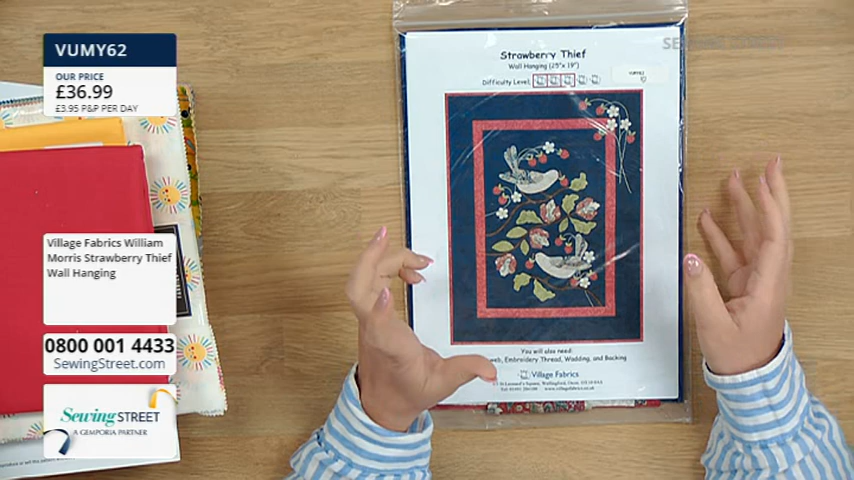 VUMY62
OUR PRICE
£36.99
£3.95 P&P PER DAY
Village Fabrics William
Morris Strawberry Thief
Wall Hanging
0800 001 4433
SewingStreet.com
Sewing STREET
A GEMPORIA PARTNER
Strawberry Thief
Wall Hanging (25"x 19")
Difficulty Level:
VUMY62
You will also need:
Embroidery Thread, Wadding, and Backing
Village Fabrics